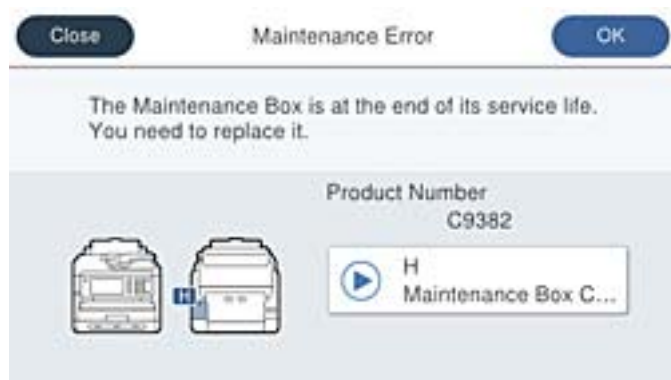 Close
Maintenance Error
OK
The Maintenance Box is at the end of its service life.
You need to replace it.
Product Number
C9382
H
H
Maintenance Box C...